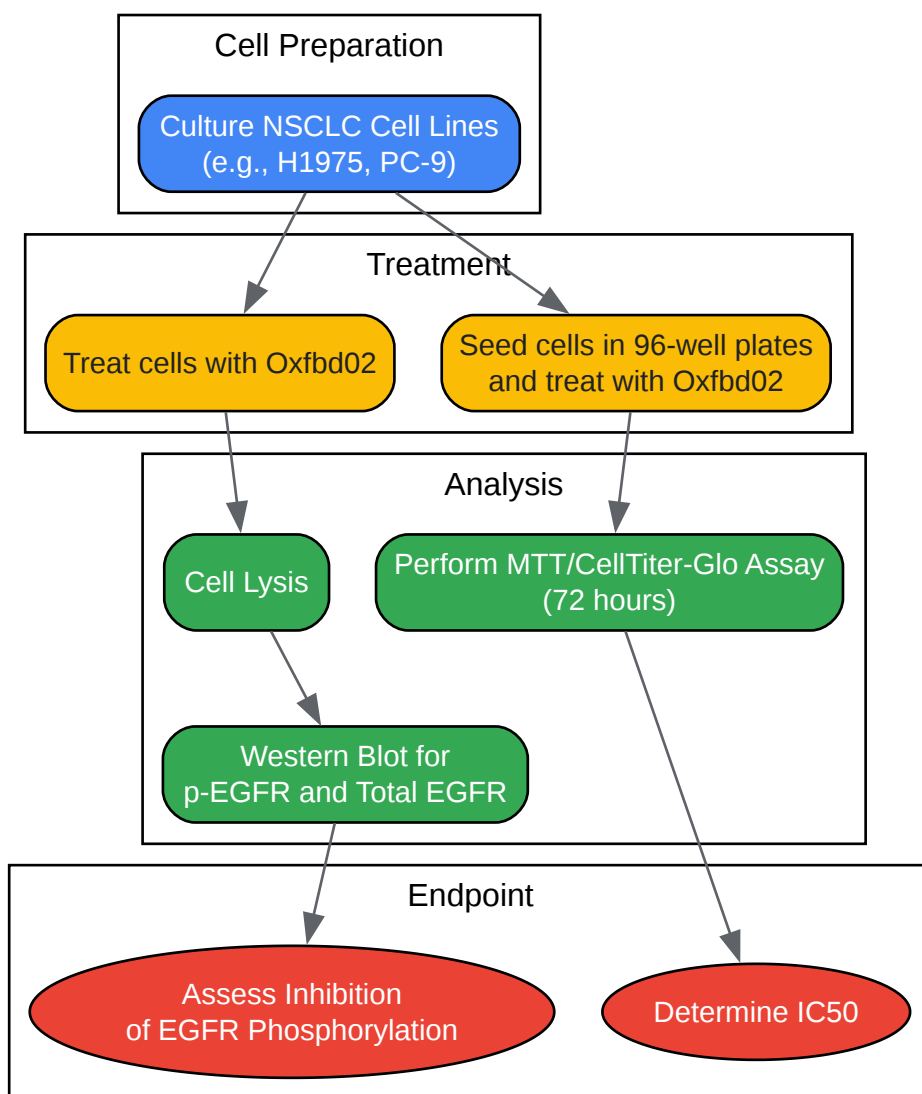 Cell Preparation
Culture NSCLC Cell Lines
(e.g., H1975, PC-9)
Treatment
Treat cells with Oxfbd02
Seed cells in 96-well plates
and treat with Oxfbd02
Analysis
Cell Lysis
Perform MTT/CellTiter-Glo Assay
(72 hours)
Western Blot for
p-EGFR and Total EGFR
Endpoint
Assess Inhibition
of EGFR Phosphorylation
Determine IC50